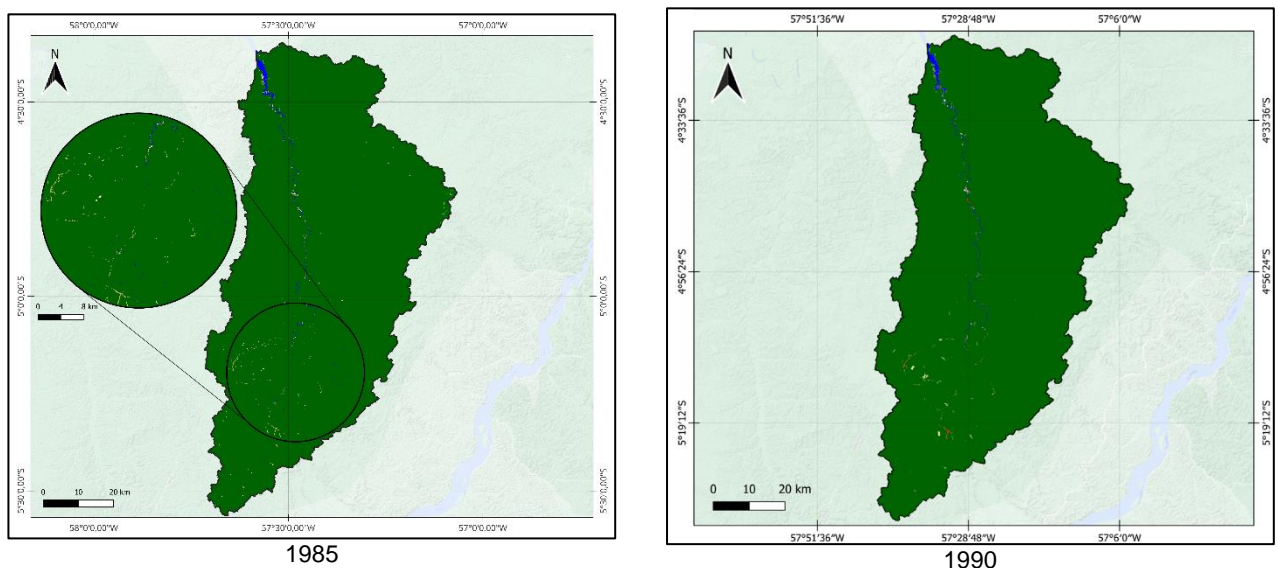 58°0,0,00"W 57°30,0,00"W 57°0,0,00"W
N
4°30,0,00"S 4°30,0,00"S
5°0,0,00"S 5°0,0,00"S
0 4 8 km
5°30,0,00"S 5°30,0,00"S
0 10 20 km
58°0,0,00"W 57°30,0,00"W 57°0,0,00"W
1985
57°51'36"W 57°28'48"W 57°6'0"W
N
4°33'36"S 4°33'36"S
4°56'24"S 4°56'24"S
5°19'12"S 5°19'12"S
0 10 20 km
57°51'36"W 57°28'48"W 57°6'0"W
1990